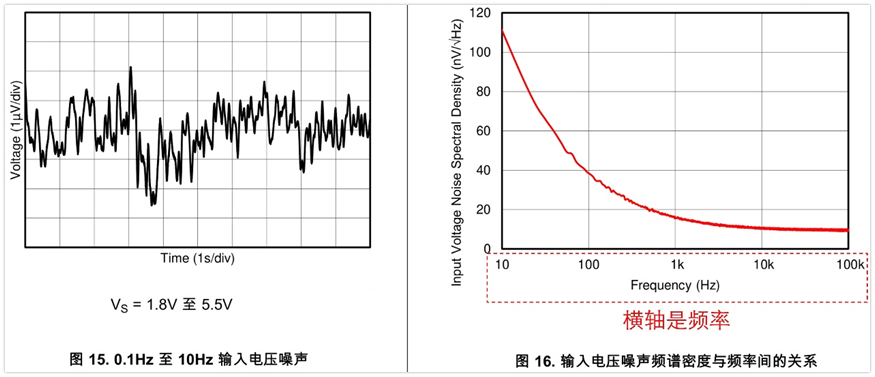 Voltage (1µV/div)
Time (1s/div)
VS = 1.8V 至 5.5V
图 15. 0.1Hz 至 10Hz 输入电压噪声
Input Voltage Noise Spectral Density (nV/√Hz)
120
100
80
60
40
20
0
10 100 1k 10k 100k
Frequency (Hz)
横轴是频率
图 16. 输入电压噪声频谱密度与频率间的关系